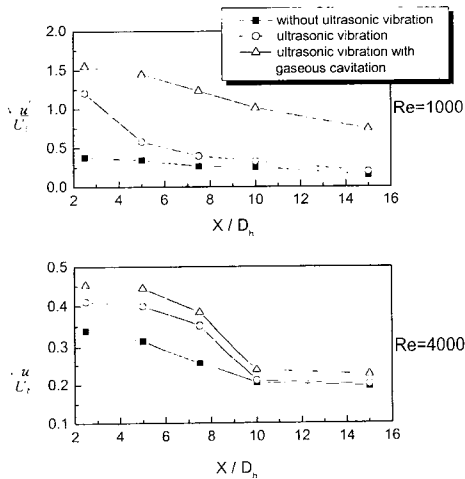 without ultrasonic vibration
ultrasonic vibration
ultrasonic vibration with
gaseous cavitation
2.0
1.5
1.0
0.5
0.0
u
U
Re=1000
2 4 6 8 10 12 14 16
X / Dh
0.5
0.4
0.3
0.2
0.1
u
Re=4000
2 4 6 8 10 12 14 16
X / Dh